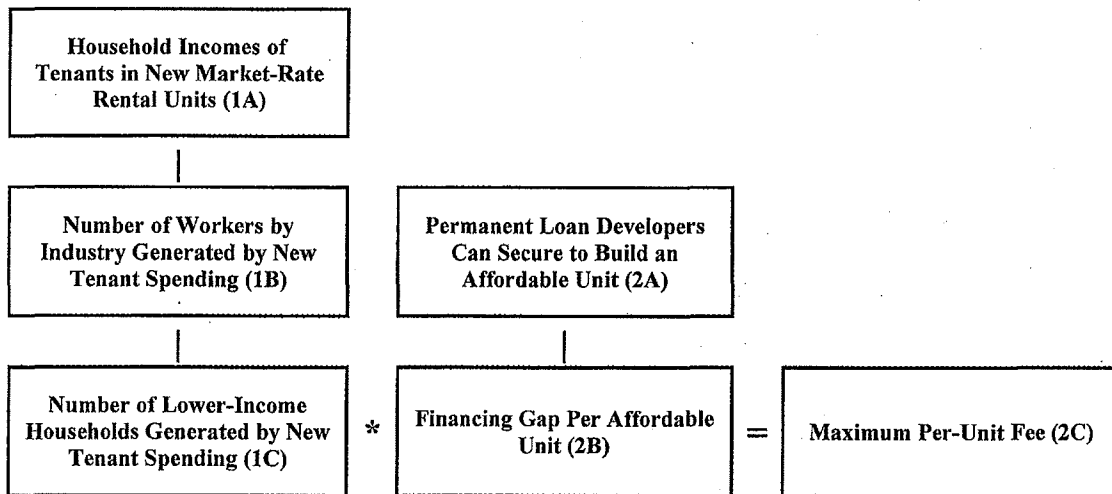 Household Incomes of
Tenants in New Market-Rate
Rental Units (1A)
Number of Workers by
Industry Generated by New
Tenant Spending (1B)
Permanent Loan Developers
Can Secure to Build an
Affordable Unit (2A)
Number of Lower-Income
Households Generated by New
Tenant Spending (1C)
*
Financing Gap Per Affordable
Unit (2B)
=
Maximum Per-Unit Fee (2C)